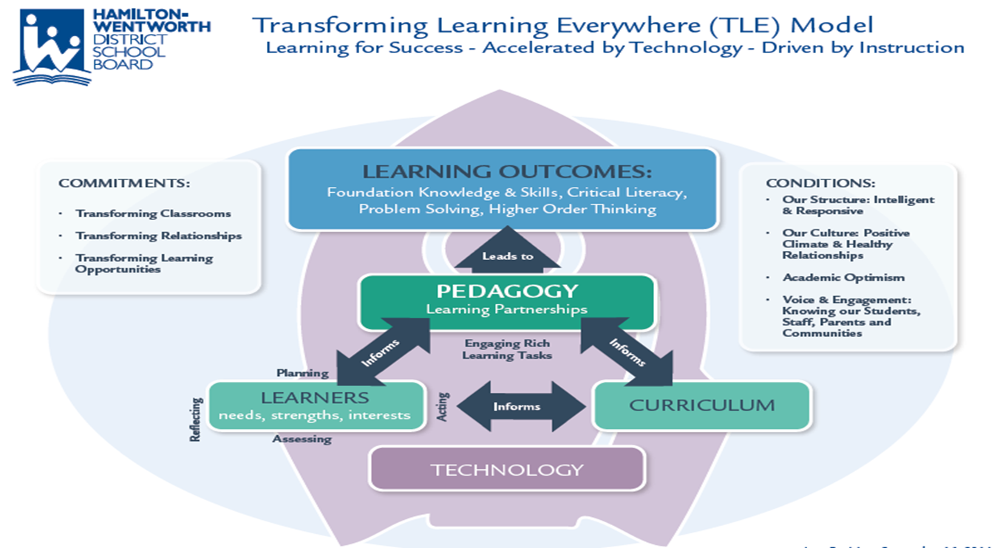 HAMILTON-
WENTWORTH
DISTRICT
SCHOOL
BOARD
Transforming Learning Everywhere (TLE) Model
Learning for Success - Accelerated by Technology - Driven by Instruction
COMMITMENTS:
• Transforming Classrooms
• Transforming Relationships
• Transforming Learning
Opportunities
LEARNING OUTCOMES:
Foundation Knowledge & Skills, Critical Literacy,
Problem Solving, Higher Order Thinking
CONDITIONS:
• Our Structure: Intelligent
& Responsive
• Our Culture: Positive
Climate & Healthy
Relationships
• Academic Optimism
• Voice & Engagement:
Knowing our Students,
Staff, Parents and
Communities
Leads to
PEDAGOGY
Learning Partnerships
Informs
Engaging Rich
Learning Tasks
Informs
Planning
Reflecting
LEARNERS
needs, strengths, interests
Assessing
Acting
Informs
CURRICULUM
TECHNOLOGY